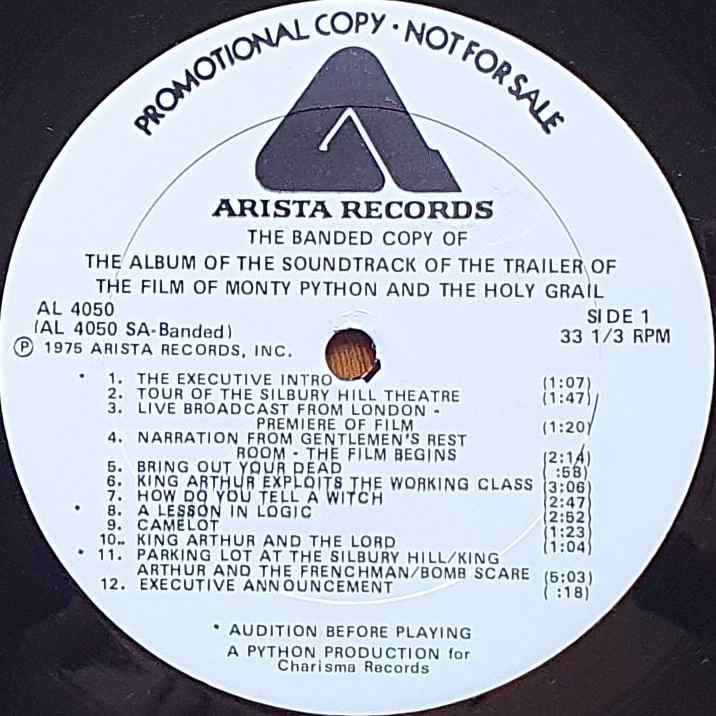 PROMOTIONAL COPY · NOT FOR SALE
ARISTA RECORDS
THE BANDED COPY OF
THE ALBUM OF THE SOUNDTRACK OF THE TRAILER OF
THE FILM OF MONTY PYTHON AND THE HOLY GRAIL
AL 4050 SIDE 1
(AL 4050 SA-Banded) 33 1/3 RPM
Ⓟ 1975 ARISTA RECORDS, INC.
* 1. THE EXECUTIVE INTRO (1:07)
2. TOUR OF THE SILBURY HILL THEATRE (1:47)
3. LIVE BROADCAST FROM LONDON -
PREMIERE OF FILM (1:20)
4. NARRATION FROM GENTLEMEN'S REST
ROOM - THE FILM BEGINS (2:14)
5. BRING OUT YOUR DEAD ( :58)
6. KING ARTHUR EXPLOITS THE WORKING CLASS (3:06)
7. HOW DO YOU TELL A WITCH (2:47)
* 8. A LESSON IN LOGIC (2:52)
9. CAMELOT (1:23)
10. KING ARTHUR AND THE LORD (1:04)
* 11. PARKING LOT AT THE SILBURY HILL/KING
ARTHUR AND THE FRENCHMAN/BOMB SCARE (5:03)
12. EXECUTIVE ANNOUNCEMENT ( :18)
* AUDITION BEFORE PLAYING
A PYTHON PRODUCTION for
Charisma Records